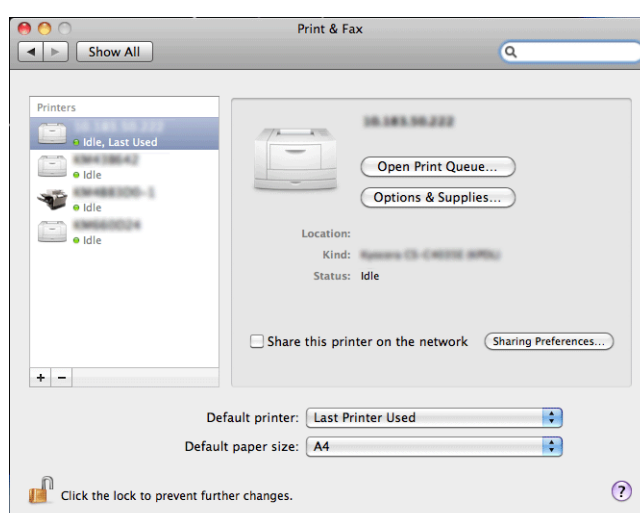 Print & Fax
Show All
Printers
Idle, Last Used
Idle
Idle
Idle
Open Print Queue...
Options & Supplies...
Location:
Kind:
Status: Idle
Share this printer on the network Sharing Preferences...
+ −
Default printer: Last Printer Used
Default paper size: A4
Click the lock to prevent further changes.
?